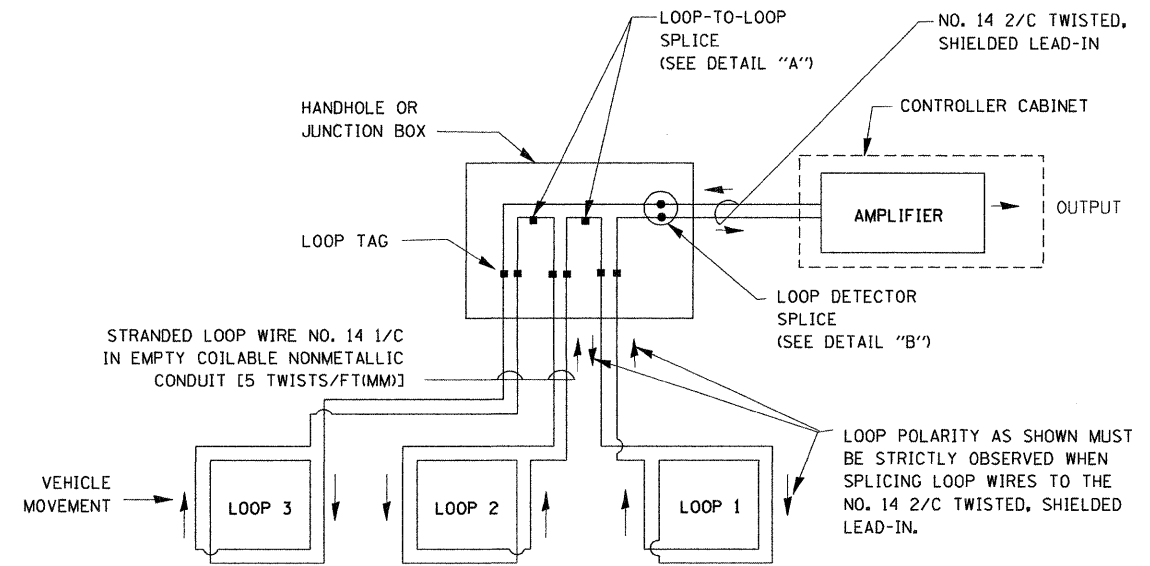 LOOP-TO-LOOP
SPLICE
(SEE DETAIL "A")
NO. 14 2/C TWISTED,
SHIELDED LEAD-IN
HANDHOLE OR
JUNCTION BOX
CONTROLLER CABINET
AMPLIFIER
OUTPUT
LOOP TAG
LOOP DETECTOR
SPLICE
(SEE DETAIL "B")
STRANDED LOOP WIRE NO. 14 1/C
IN EMPTY COILABLE NONMETALLIC
CONDUIT [5 TWISTS/FT(MM)]
LOOP POLARITY AS SHOWN MUST
BE STRICTLY OBSERVED WHEN
SPLICING LOOP WIRES TO THE
NO. 14 2/C TWISTED, SHIELDED
LEAD-IN.
VEHICLE
MOVEMENT
LOOP 3
LOOP 2
LOOP 1